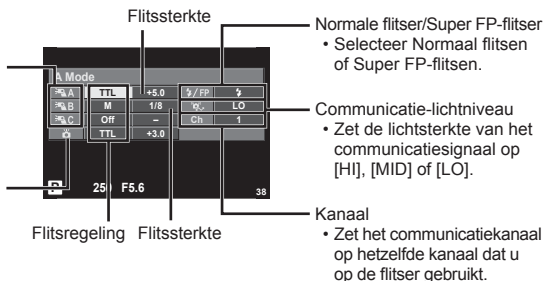 Flitssterkte
Normale flitser/Super FP-flitser
• Selecteer Normaal flitsen
of Super FP-flitsen.
A Mode
A TTL +5.0 /FP
B M 1/8 LO
C Off – Ch 1
TTL +3.0
P 250 F5.6 38
Communicatie-lichtniveau
• Zet de lichtsterkte van het
communicatiesignaal op
[HI], [MID] of [LO].
Flitsregeling Flitssterkte
Kanaal
• Zet het communicatiekanaal
op hetzelfde kanaal dat u
op de flitser gebruikt.